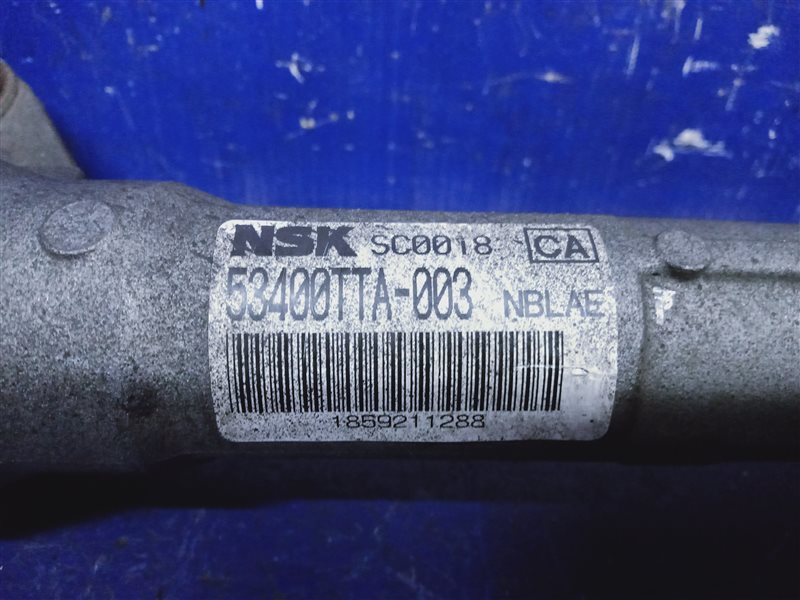 NSK SC0018 CA
53400TTA-003 NBLAE
1859211288